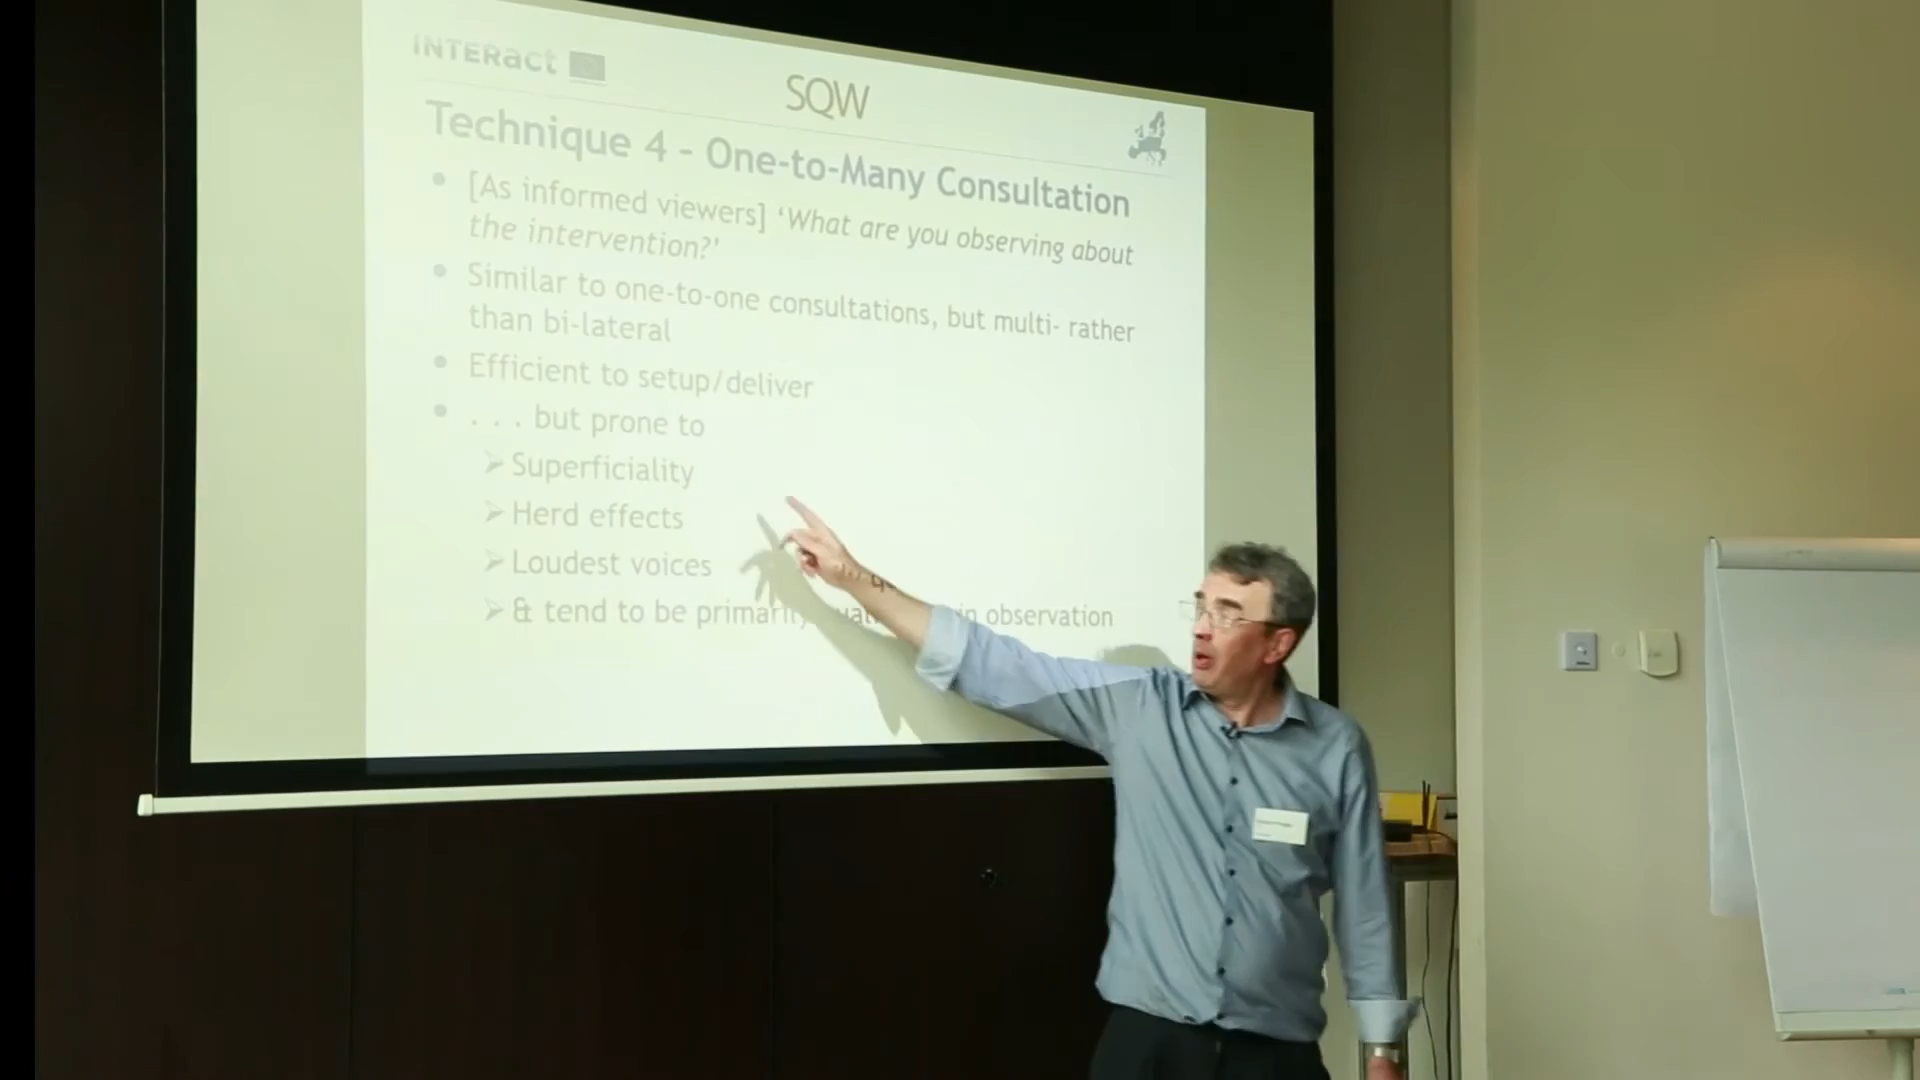 INTERact
SQW
Technique 4 - One-to-Many Consultation
• [As informed viewers] ‘What are you observing about
the intervention?’
• Similar to one-to-one consultations, but multi- rather
than bi-lateral
• Efficient to setup/deliver
• . . . but prone to
➢ Superficiality
➢ Herd effects
➢ Loudest voices
➢ & tend to be in observation